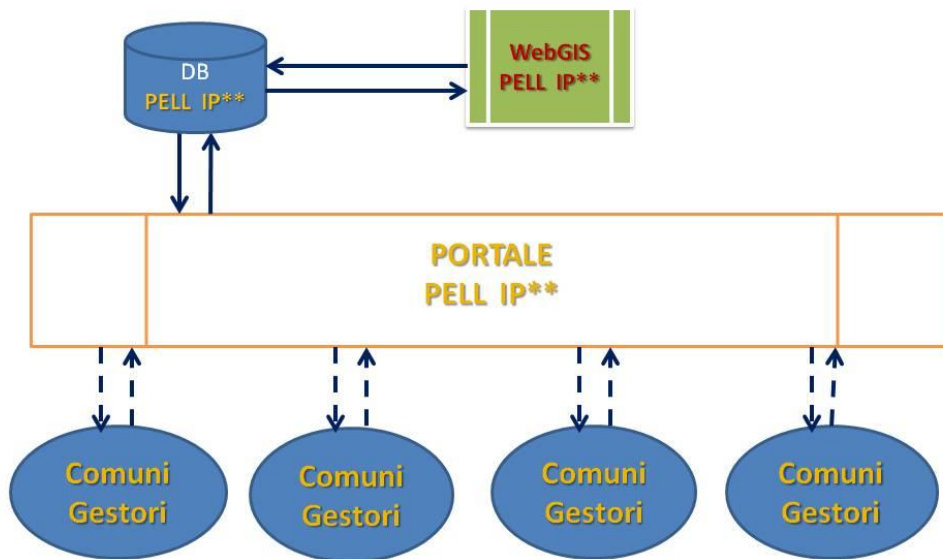 DB
PELL IP**
WebGIS
PELL IP**
PORTALE
PELL IP**
Comuni
Gestori
Comuni
Gestori
Comuni
Gestori
Comuni
Gestori